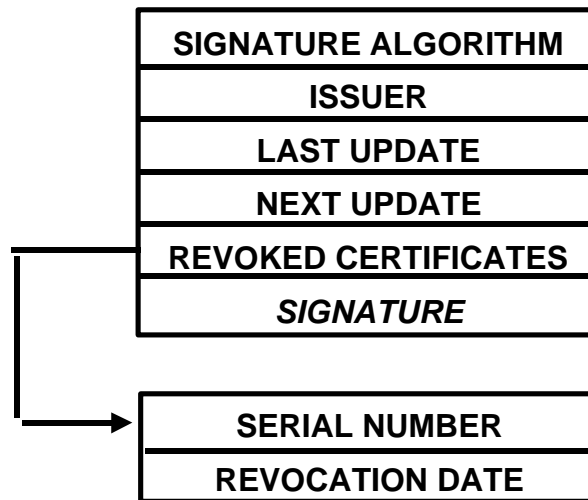 SIGNATURE ALGORITHM
ISSUER
LAST UPDATE
NEXT UPDATE
REVOKED CERTIFICATES
SIGNATURE
SERIAL NUMBER
REVOCATION DATE